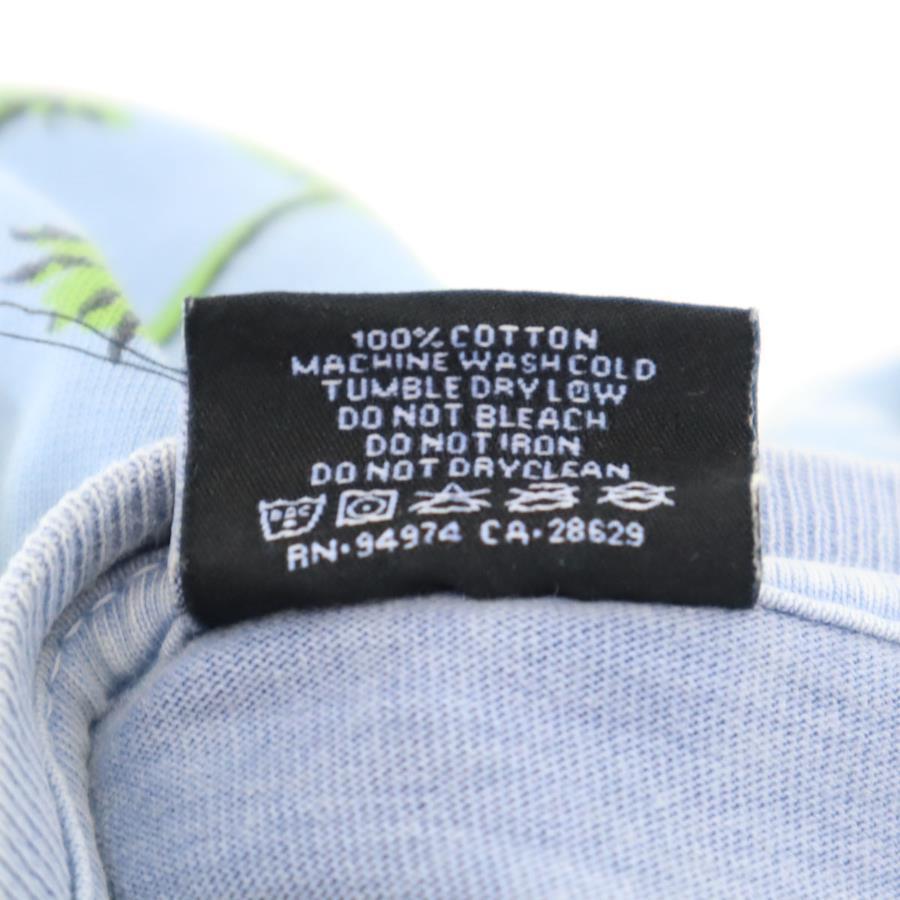 100% COTTON
MACHINE WASH COLD
TUMBLE DRY LOW
DO NOT BLEACH
DO NOT IRON
DO NOT DRYCLEAN
RN·94974 CA·28629